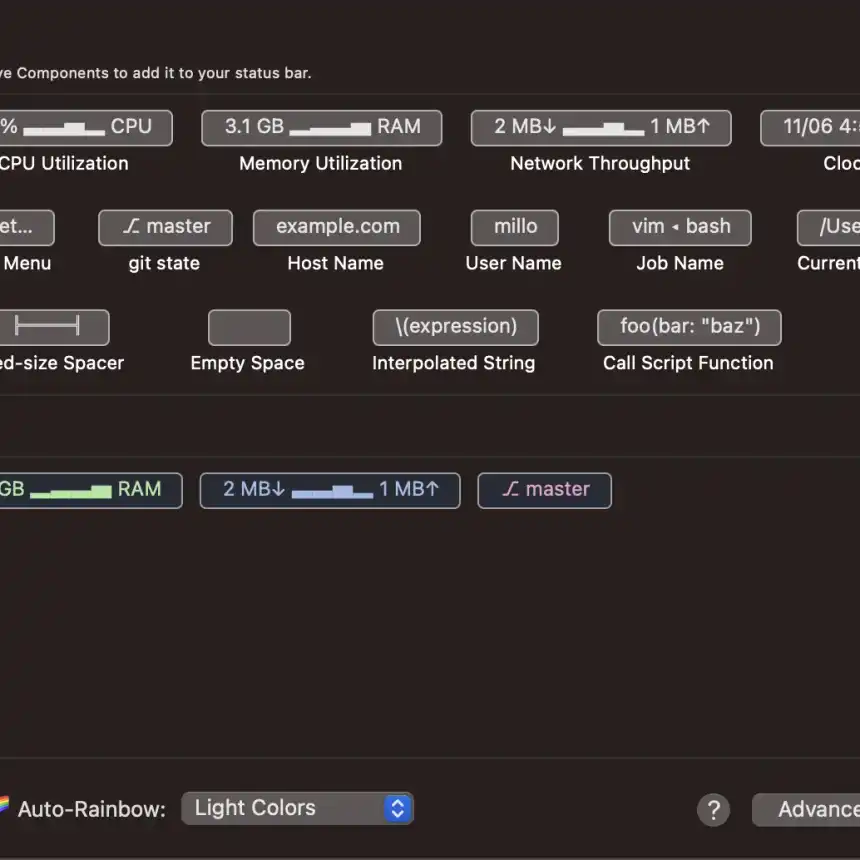 ve Components to add it to your status bar.
% CPU 3.1 GB RAM 2 MB↓ 1 MB↑ 11/06 4:
CPU Utilization Memory Utilization Network Throughput Cloc
et... master example.com millo vim ◂ bash /Use
Menu git state Host Name User Name Job Name Current
\(expression) foo(bar: "baz")
ed-size Spacer Empty Space Interpolated String Call Script Function
GB RAM 2 MB↓ 1 MB↑ master
Auto-Rainbow: Light Colors ? Advance